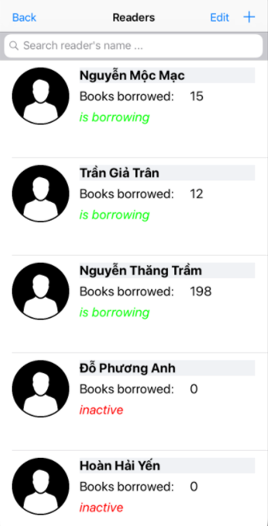 Back Readers Edit +
Search reader's name ...
Nguyễn Mộc Mạc
Books borrowed: 15
is borrowing
Trần Giả Trân
Books borrowed: 12
is borrowing
Nguyễn Thăng Trầm
Books borrowed: 198
is borrowing
Đỗ Phương Anh
Books borrowed: 0
inactive
Hoàn Hải Yến
Books borrowed: 0
inactive